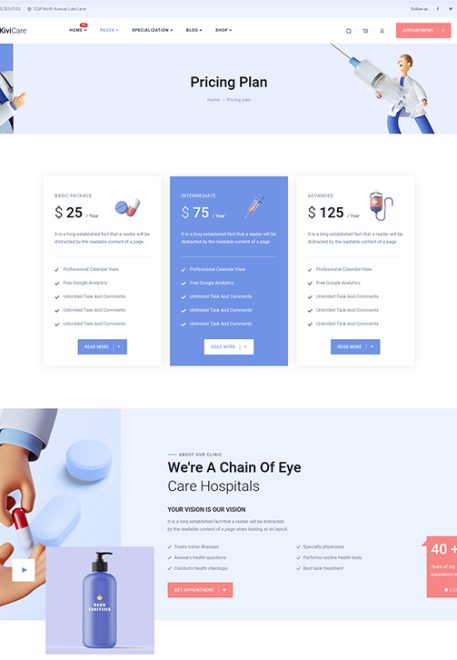 555-0103 1234 North Avenue Luke Lane Follow us :
KiviCare HOME PAGES SPECIALIZATION BLOG SHOP APPOINTMENT +
Pricing Plan
Home > Pricing plan
BASIC PACKAGE
$ 25 / Year
It is a long established fact that a reader will be
distracted by the readable content of a page .
Professional Calendar View
Free Google Analytics
Unlimited Task And Comments
Unlimited Task And Comments
Unlimited Task And Comments
READ MORE +
INTERMEDIATE
$ 75 / Year
It is a long established fact that a reader will be
distracted by the readable content of a page .
Professional Calendar View
Free Google Analytics
Unlimited Task And Comments
Unlimited Task And Comments
Unlimited Task And Comments
READ MORE +
ADVANCED
$ 125 / Year
It is a long established fact that a reader will be
distracted by the readable content of a page .
Professional Calendar View
Free Google Analytics
Unlimited Task And Comments
Unlimited Task And Comments
Unlimited Task And Comments
READ MORE +
ABOUT OUR CLINIC
We're A Chain Of Eye
Care Hospitals
YOUR VISION IS OUR VISION
It is a long established fact that a reader will be distracted
by the readable content of a page when looking at its layout.
Treats minor illnesses
Answers health questions
Conducts health checkups
Specialty physicians
Performs routine health tests
Best lasik treatment
GET APPOINTMENT +
40 +
Years of top
experience
HAND
SANITIZER